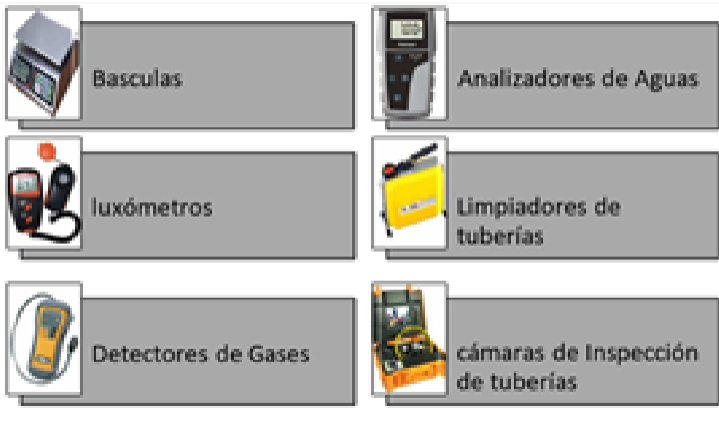 Basculas
Analizadores de Aguas
luxómetros
Limpiadores de
tuberías
Detectores de Gases
cámaras de Inspección
de tuberías